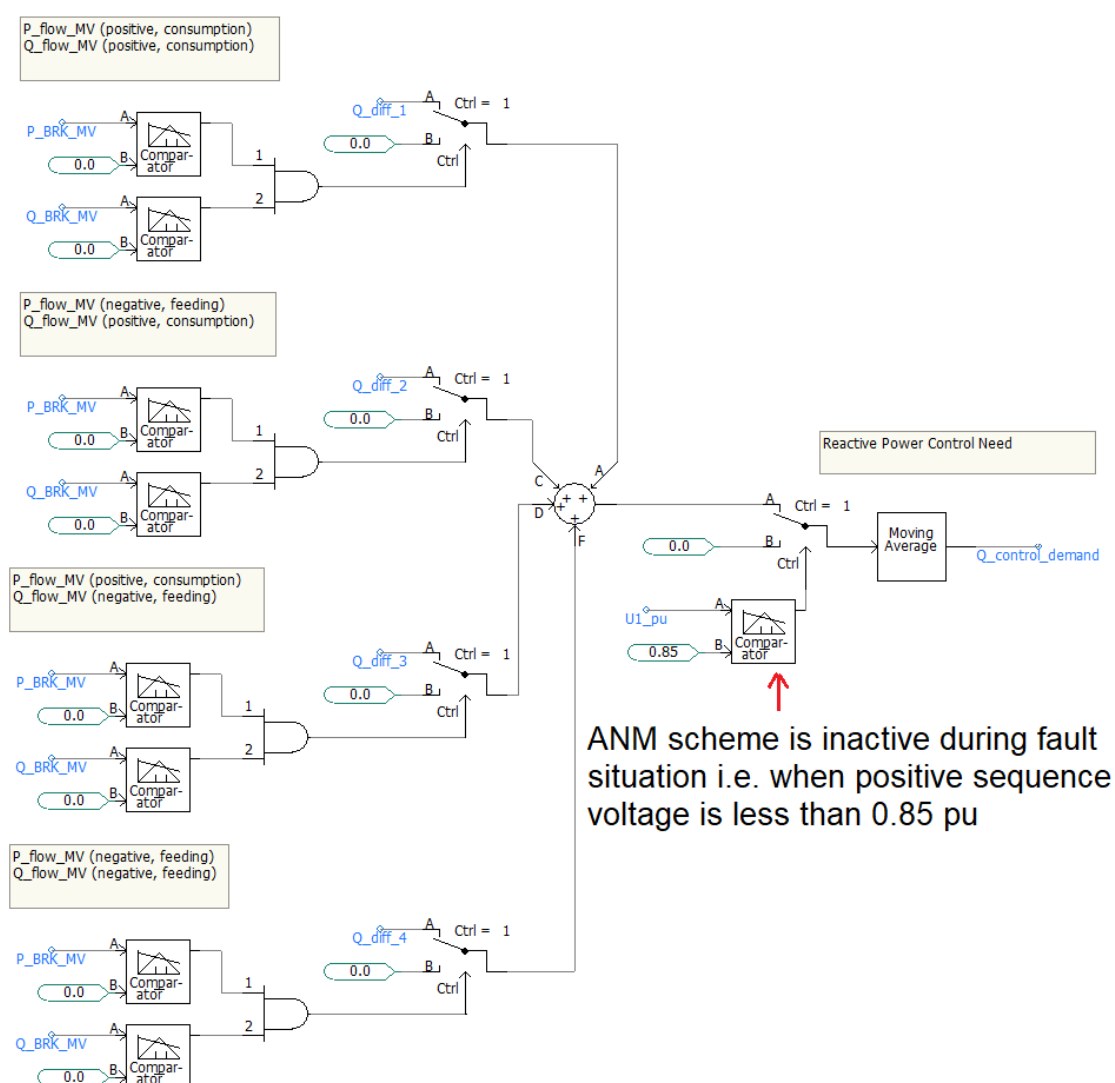 P_flow_MV (positive, consumption)
Q_flow_MV (positive, consumption)
P_BRK_MV
A
0.0
B
Compar-
ator
Q_BRK_MV
A
0.0
B
Compar-
ator
1
2
Q_diff_1
A
Ctrl = 1
0.0
B
Ctrl
P_flow_MV (negative, feeding)
Q_flow_MV (positive, consumption)
P_BRK_MV
A
0.0
B
Compar-
ator
Q_BRK_MV
A
0.0
B
Compar-
ator
1
2
Q_diff_2
A
Ctrl = 1
0.0
B
Ctrl
P_flow_MV (positive, consumption)
Q_flow_MV (negative, feeding)
P_BRK_MV
A
0.0
B
Compar-
ator
Q_BRK_MV
A
0.0
B
Compar-
ator
1
2
Q_diff_3
A
Ctrl = 1
0.0
B
Ctrl
P_flow_MV (negative, feeding)
Q_flow_MV (negative, feeding)
P_BRK_MV
A
0.0
B
Compar-
ator
Q_BRK_MV
A
0.0
B
Compar-
ator
1
2
Q_diff_4
A
Ctrl = 1
0.0
B
Ctrl
C
A
D
F
+
+
+
+
Reactive Power Control Need
A
Ctrl = 1
0.0
B
Ctrl
Moving
Average
Q_control_demand
U1_pu
A
0.85
B
Compar-
ator
ANM scheme is inactive during fault
situation i.e. when positive sequence
voltage is less than 0.85 pu